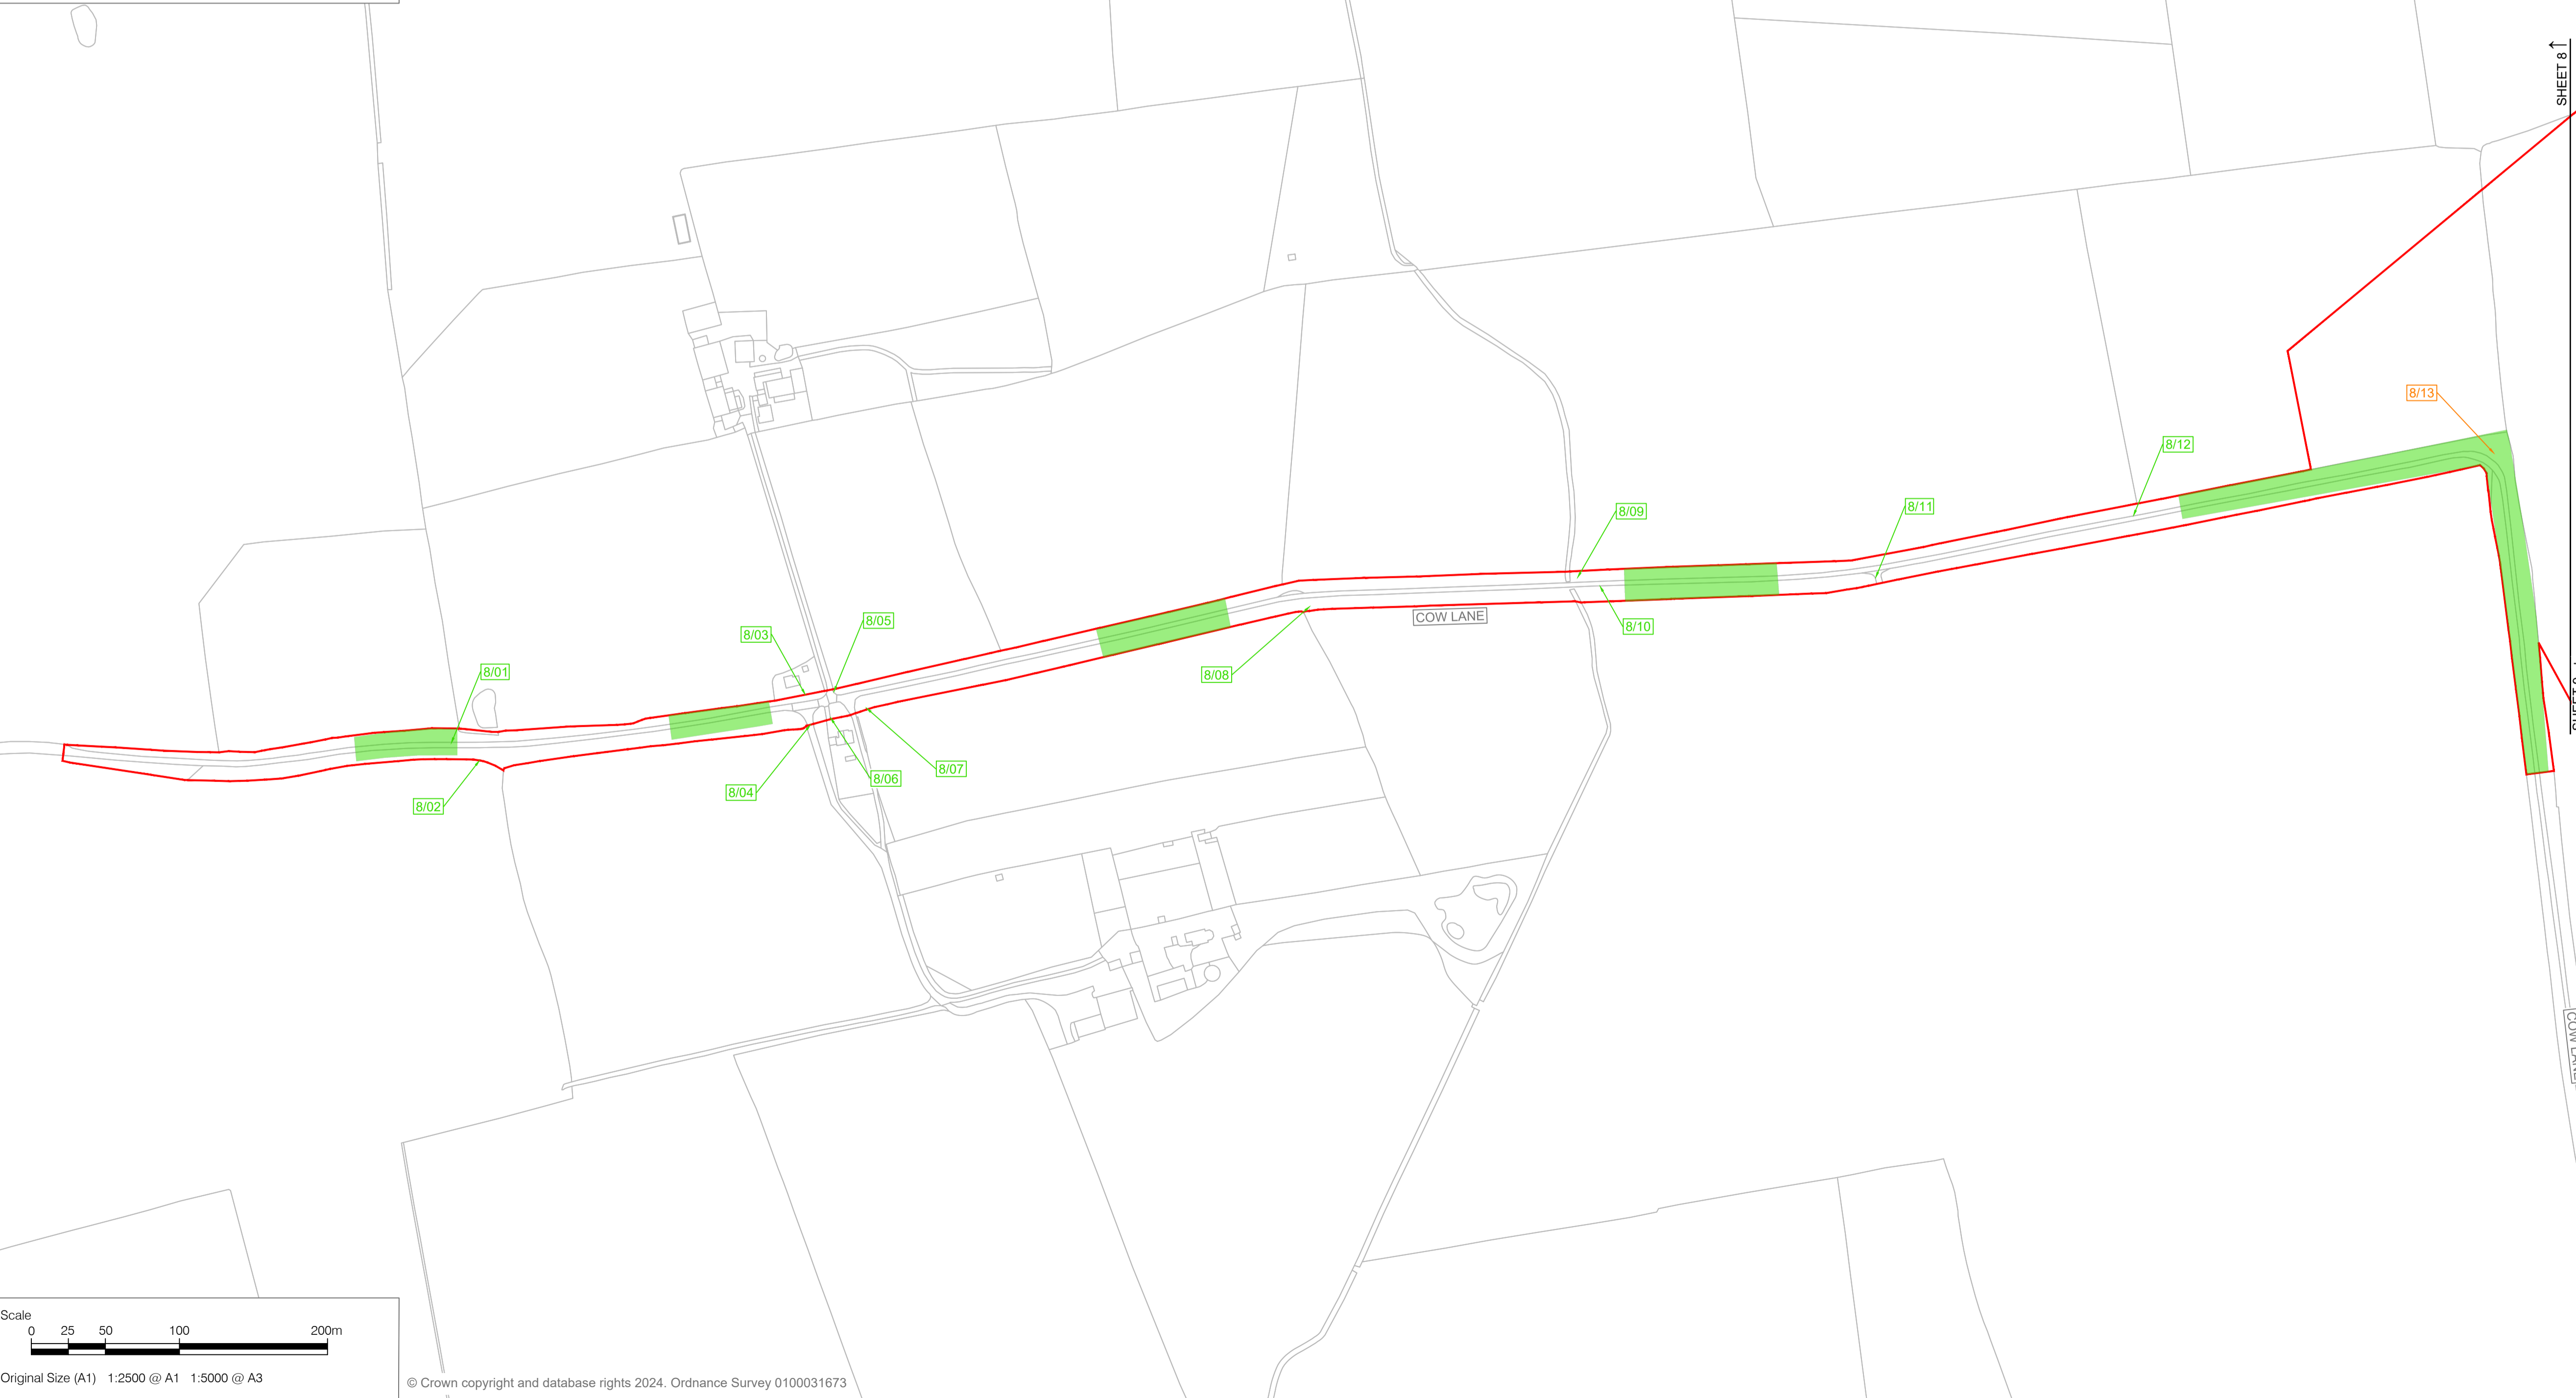 SHEET 8 ↑
8/13
8/12
8/09
8/11
8/05
8/03
COW LANE
8/10
8/01
8/08
8/07
8/06
8/04
8/02
COW LANE
Scale
0 25 50 100 200m
Original Size (A1) 1:2500 @ A1 1:5000 @ A3
© Crown copyright and database rights 2024. Ordnance Survey 0100031673